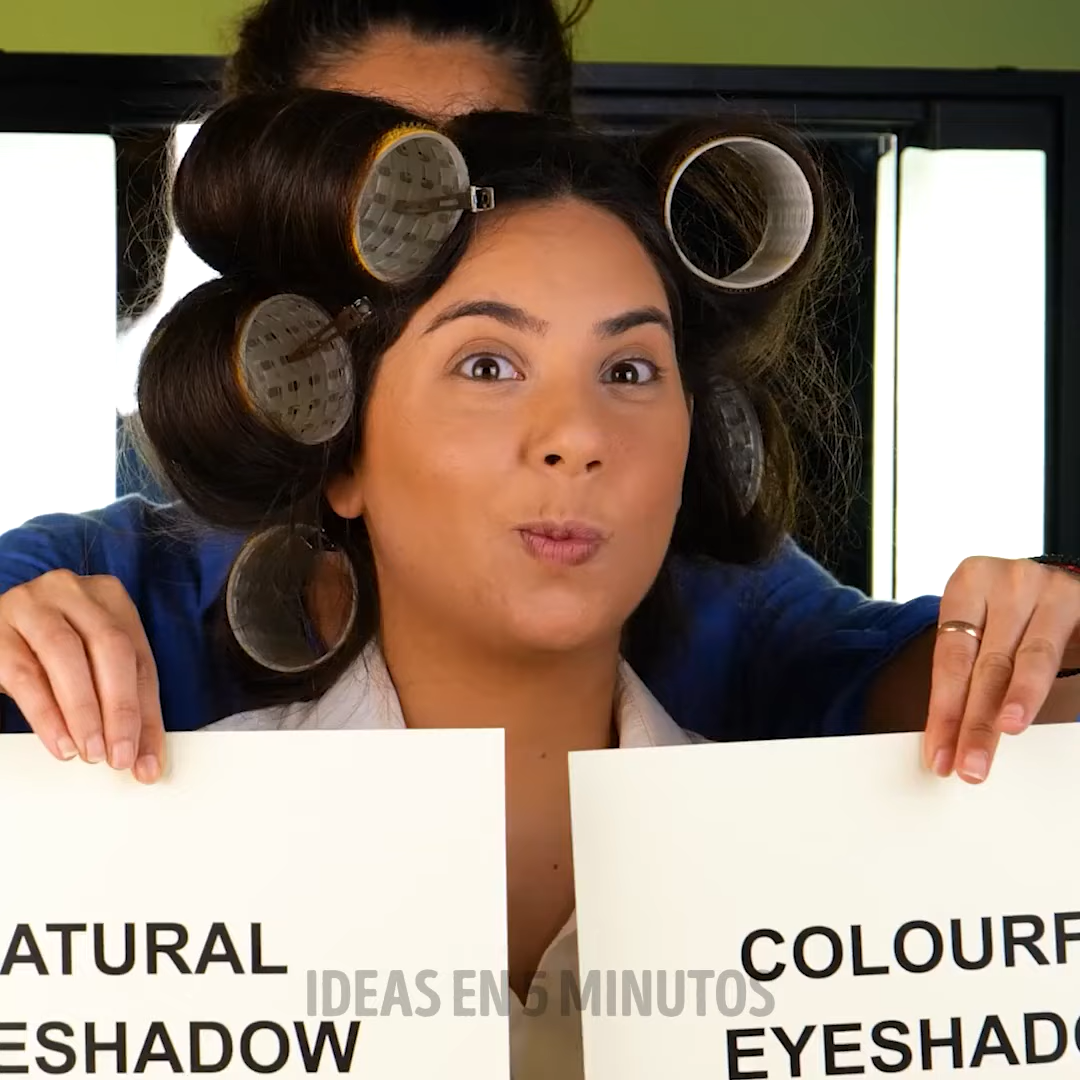 ATURAL
ESHADOW
COLOURF
EYESHADO
IDEAS EN 5 MINUTOS